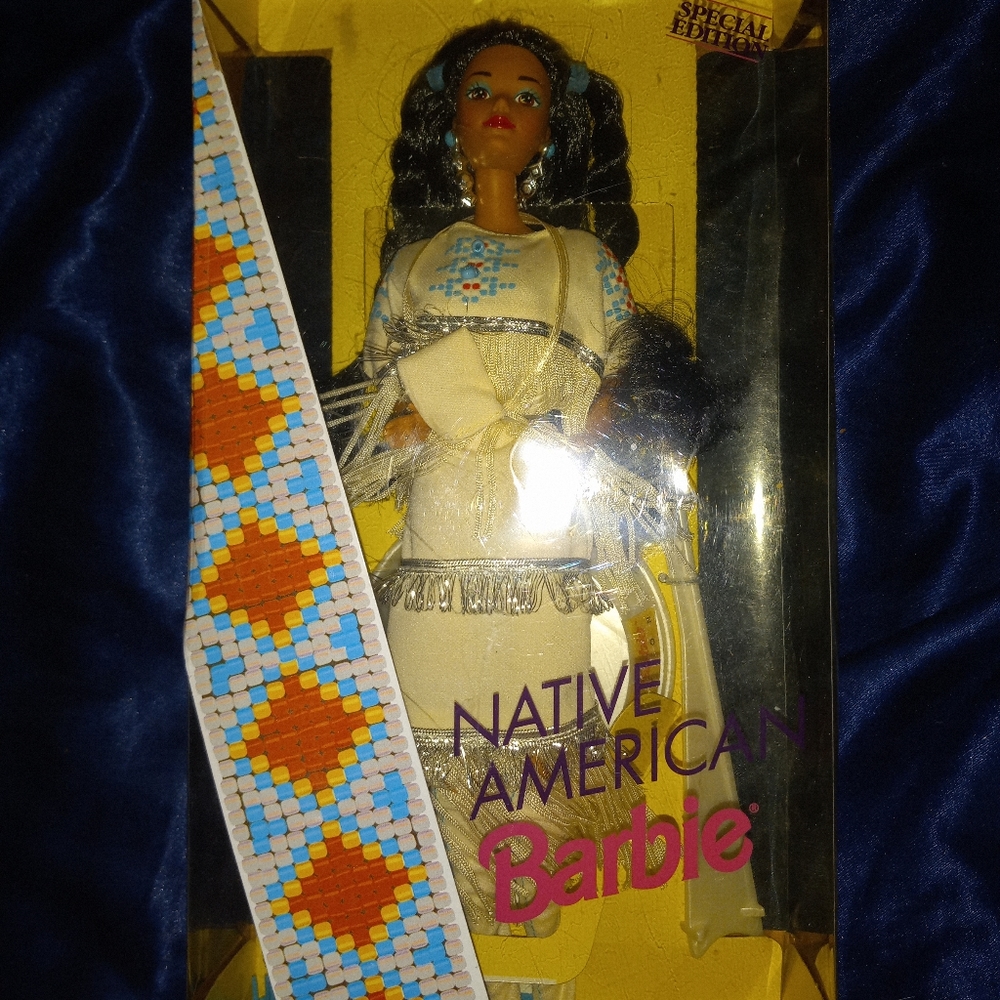 SPECIAL
EDITION
NATIVE
AMERICAN
Barbie®